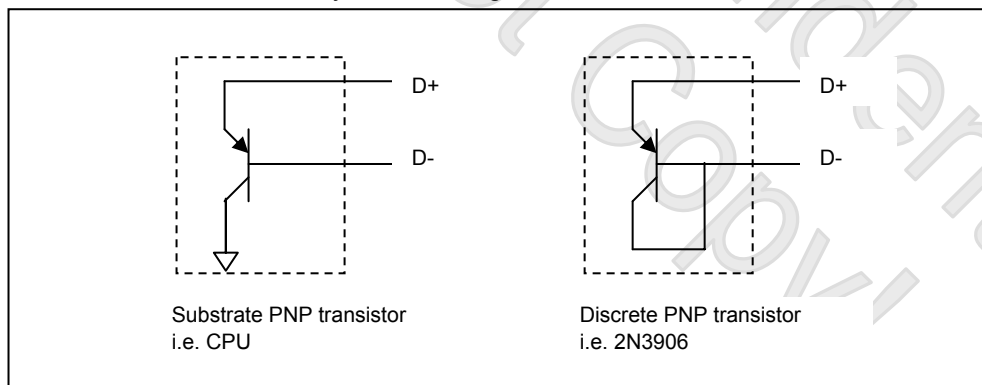 D+
D-
Substrate PNP transistor
i.e. CPU
D+
D-
Discrete PNP transistor
i.e. 2N3906